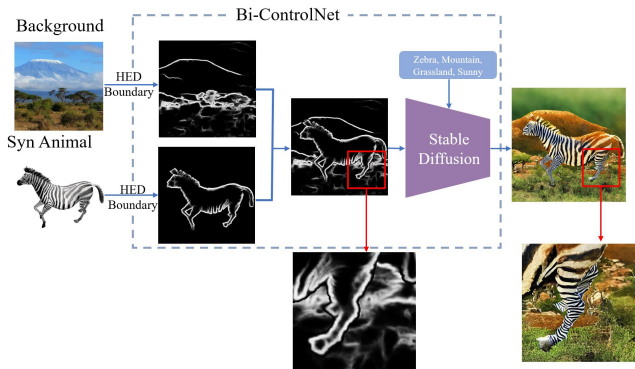 Bi-ControlNet
Background
HED
Boundary
Zebra, Mountain,
Grassland, Sunny
Syn Animal
HED
Boundary
Stable
Diffusion